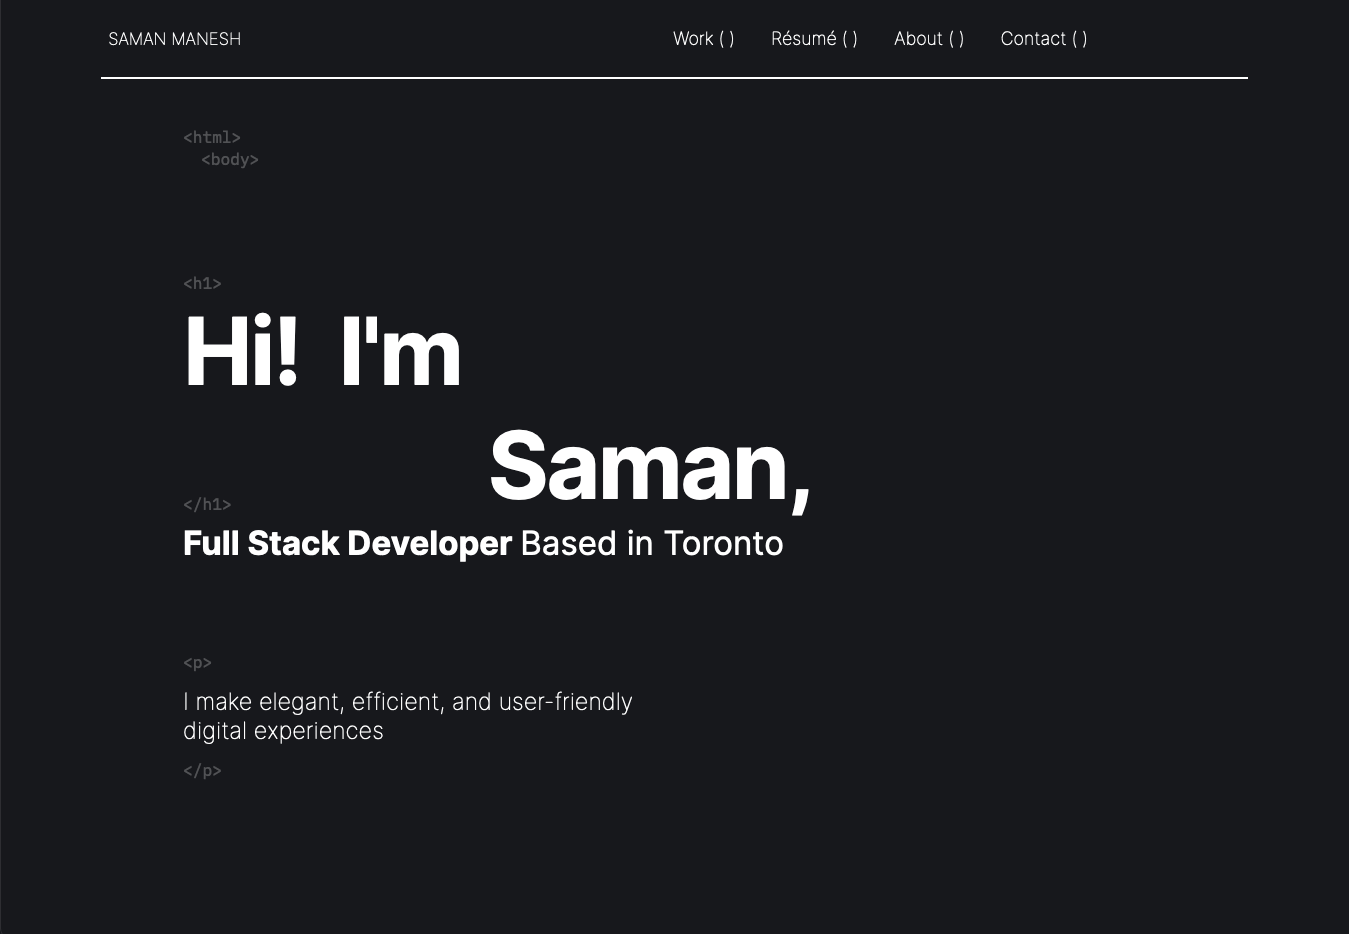 SAMAN MANESH
Work ( ) Résumé ( ) About ( ) Contact ( )
<html>
<body>
<h1>
Hi! I'm
Saman,
</h1>
Full Stack Developer Based in Toronto
<p>
I make elegant, efficient, and user-friendly
digital experiences
</p>